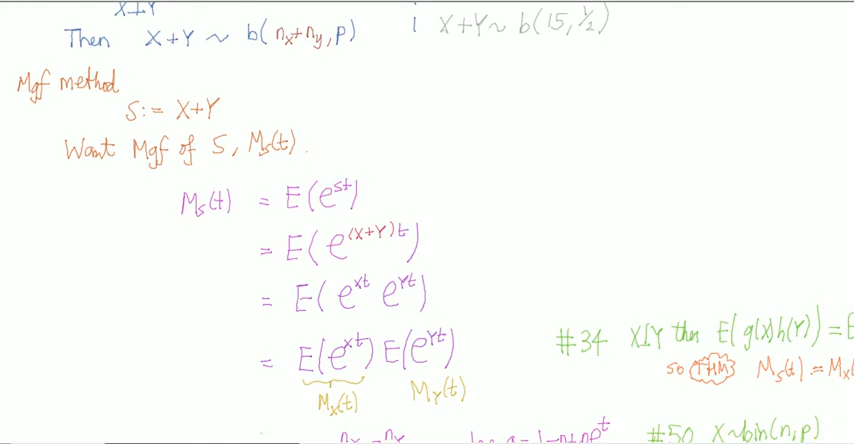 X⊥Y
Then X+Y ~ b(nx+ny, p)
X+Y ~ b(15, 1/2)
Mgf method
S := X+Y
Want Mgf of S, Ms(t).
Ms(t) = E(e^{St})
= E(e^{(X+Y)t})
= E(e^{Xt} e^{Yt})
= E(e^{Xt}) E(e^{Yt})
Mx(t) MY(t)
#34 X⊥Y then E(g(X)h(Y)) = E
so THM Ms(t) = Mx(
#50 X~bin(n,p)